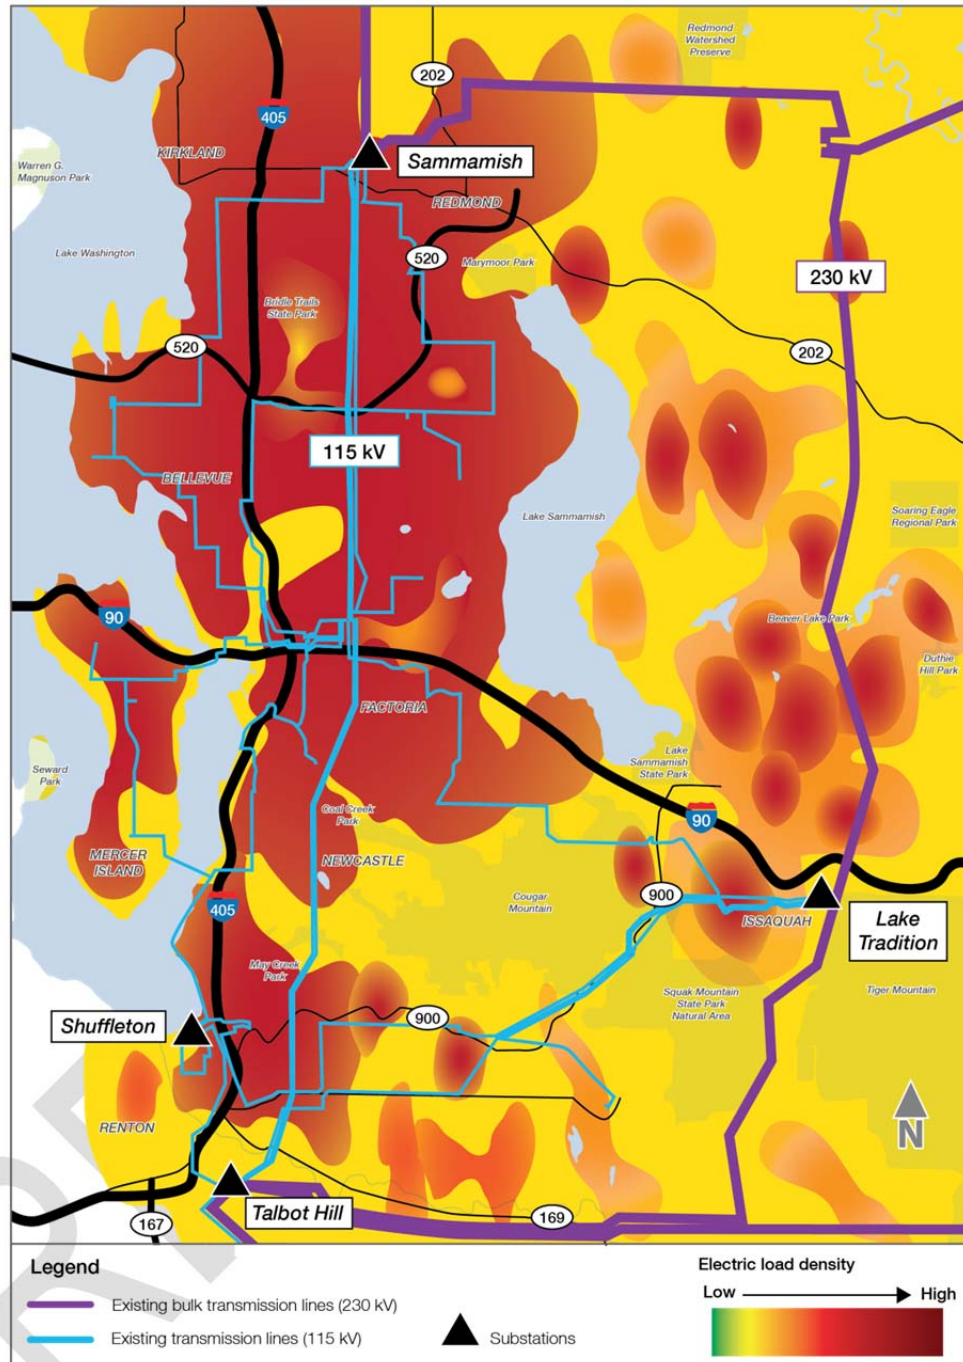 Redmond
Watershed
Preserve
202
405
KIRKLAND
Sammamish
Warren G.
Magnuson Park
REDMOND
Lake Washington
520
Marymoor Park
230 kV
Bridle Trails
State Park
520
202
115 kV
BELLEVUE
Lake Sammamish
Soaring Eagle
Regional Park
90
Beaver Lake Park
Duthie
Hill Park
FACTORIA
Lake
Sammamish
State Park
Seward
Park
Coal Creek
Park
90
MERCER
ISLAND
NEWCASTLE
Cougar
Mountain
900
405
ISSAQUAH
Lake
Tradition
May Creek
Park
Squak Mountain
State Park
Natural Area
Tiger Mountain
Shuffleton
900
RENTON
N
Talbot Hill
167
169
Legend
Existing bulk transmission lines (230 kV)
Existing transmission lines (115 kV)
Substations
Electric load density
Low
High